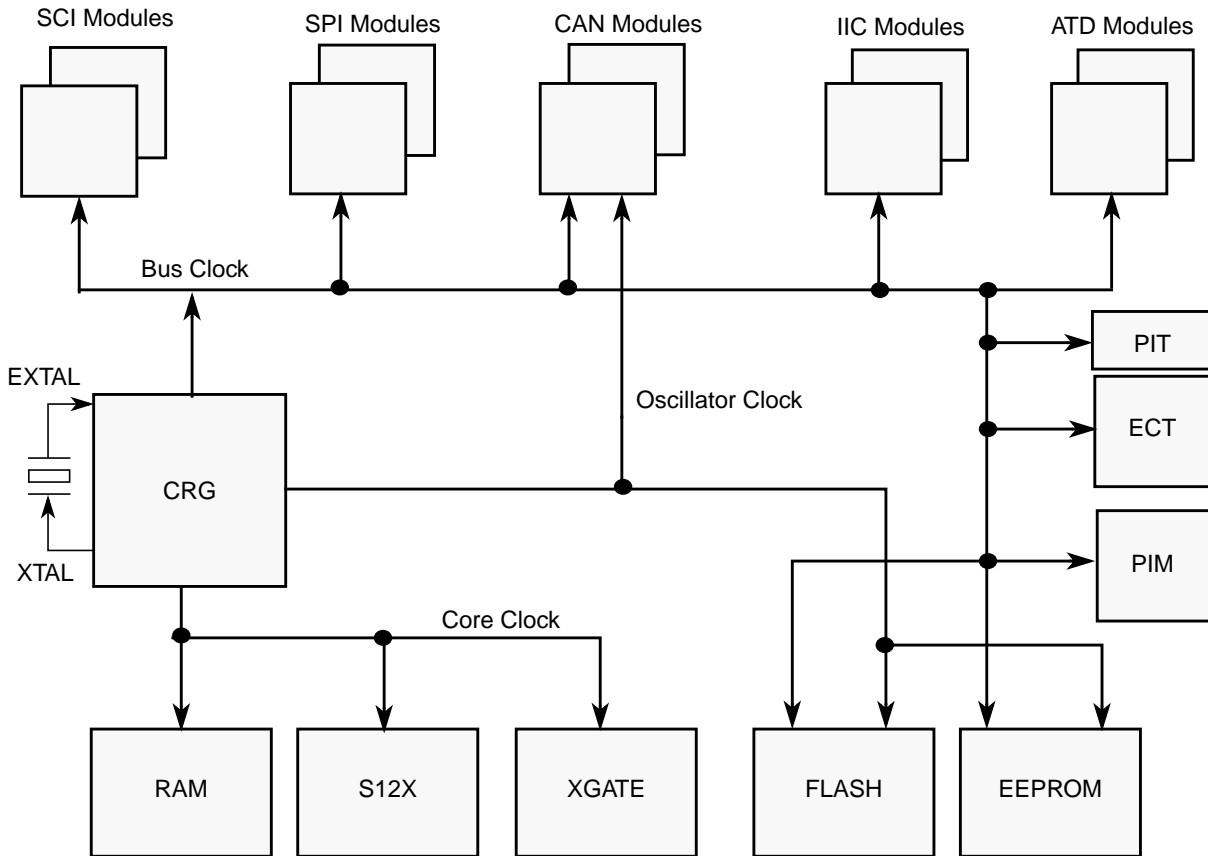 SCI Modules
SPI Modules
CAN Modules
IIC Modules
ATD Modules
Bus Clock
PIT
EXTAL
Oscillator Clock
ECT
CRG
PIM
XTAL
Core Clock
RAM
S12X
XGATE
FLASH
EEPROM